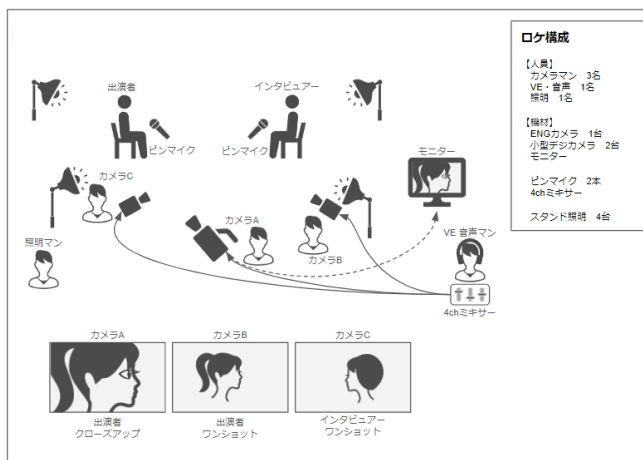 ロケ構成
【人員】
カメラマン　3名
VE・音声　1名
照明　1名
【機材】
ENGカメラ　1台
小型デジカメラ　2台
モニター
ピンマイク　2本
4chミキサー
スタンド照明　4台
出演者
インタビュアー
ピンマイク
ピンマイク
モニター
カメラC
カメラA
カメラB
照明マン
VE 音声マン
4chミキサー
カメラA
カメラB
カメラC
出演者
クローズアップ
出演者
ワンショット
インタビュアー
ワンショット